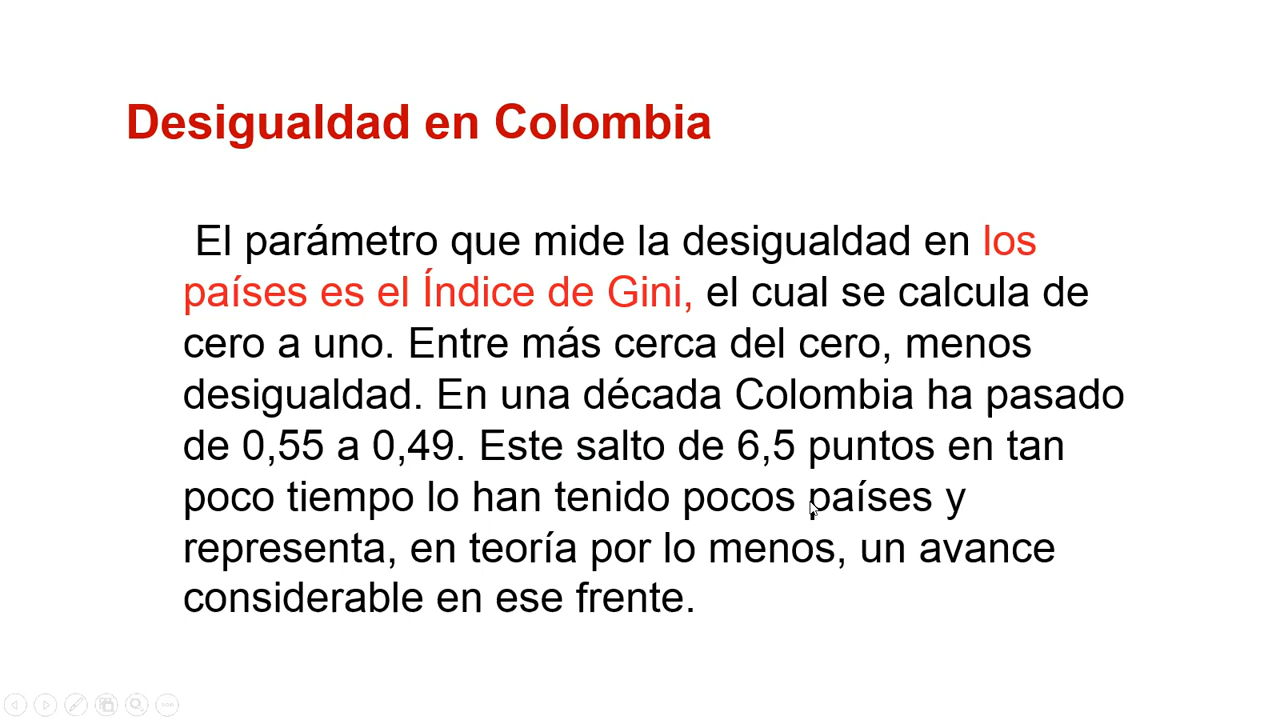 Desigualdad en Colombia
El parámetro que mide la desigualdad en los
países es el Índice de Gini, el cual se calcula de
cero a uno. Entre más cerca del cero, menos
desigualdad. En una década Colombia ha pasado
de 0,55 a 0,49. Este salto de 6,5 puntos en tan
poco tiempo lo han tenido pocos países y
representa, en teoría por lo menos, un avance
considerable en ese frente.